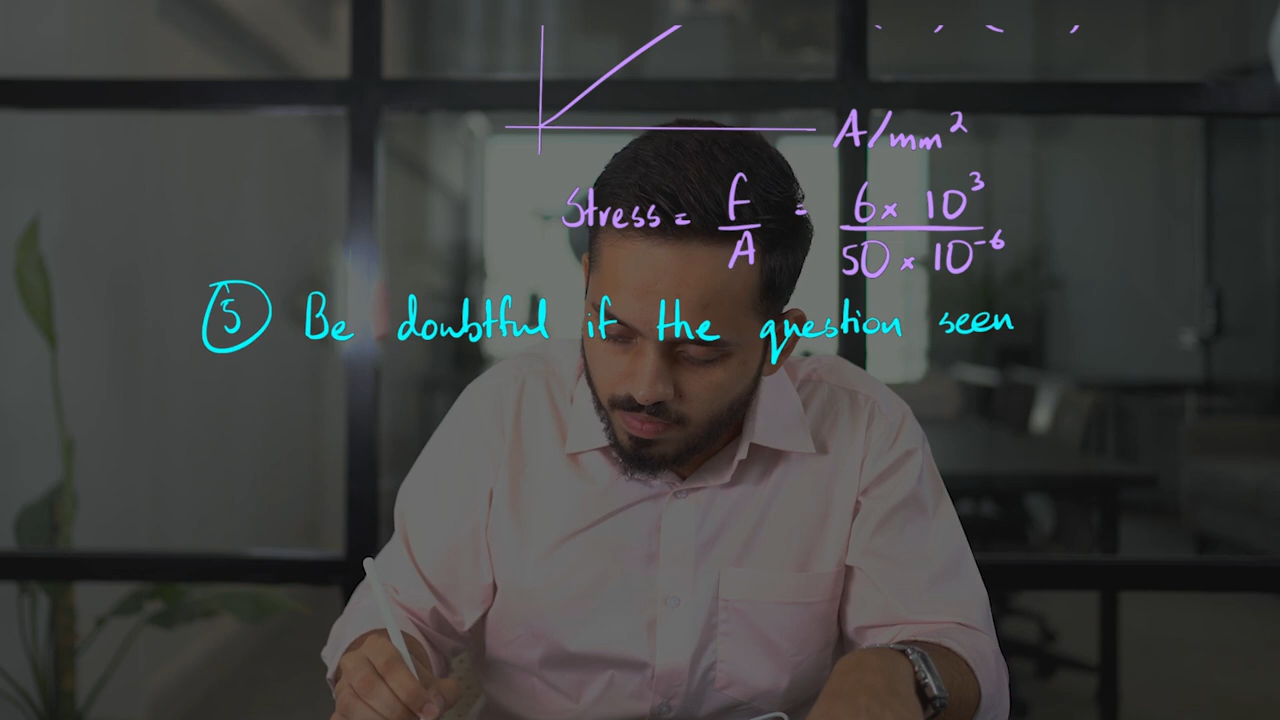 A/mm²
Stress = F/A = 6 × 10³ / 50 × 10⁻⁶
5 Be doubtful if the question seen